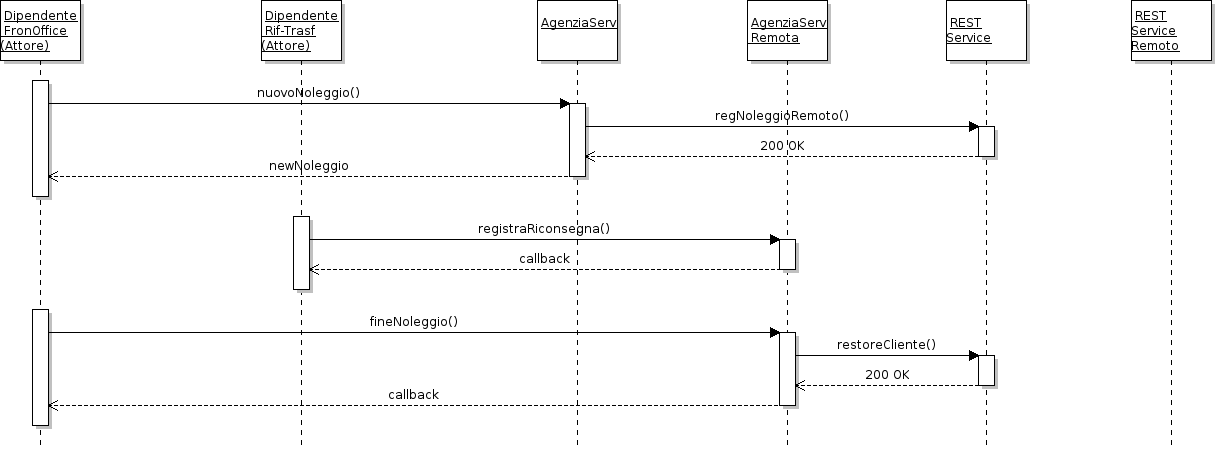 Dipendente
FronOffice
(Attore)
Dipendente
Rif-Trasf
(Attore)
AgenziaServ
AgenziaServ
Remota
REST
Service
REST
Service
Remoto
nuovoNoleggio()
regNoleggioRemoto()
200 OK
newNoleggio
registraRiconsegna()
callback
fineNoleggio()
restoreCliente()
200 OK
callback